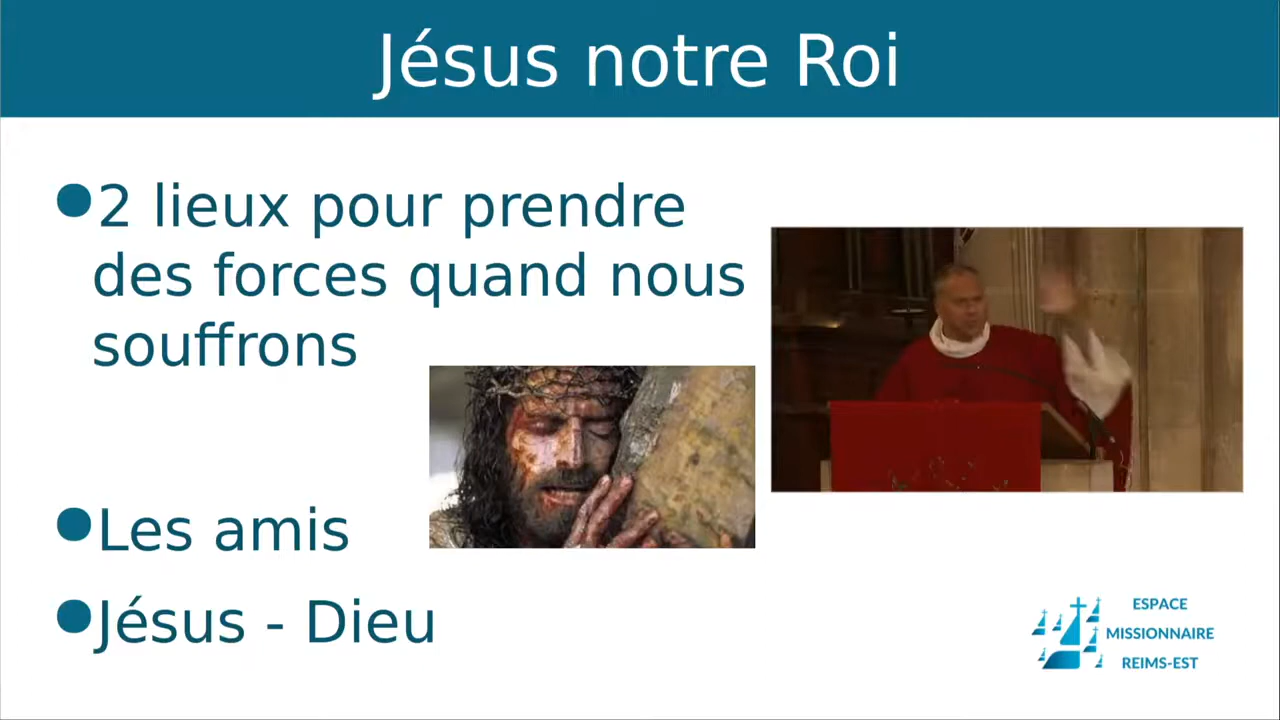 Jésus notre Roi
2 lieux pour prendre
des forces quand nous
souffrons
Les amis
Jésus - Dieu
ESPACE
MISSIONNAIRE
REIMS-EST